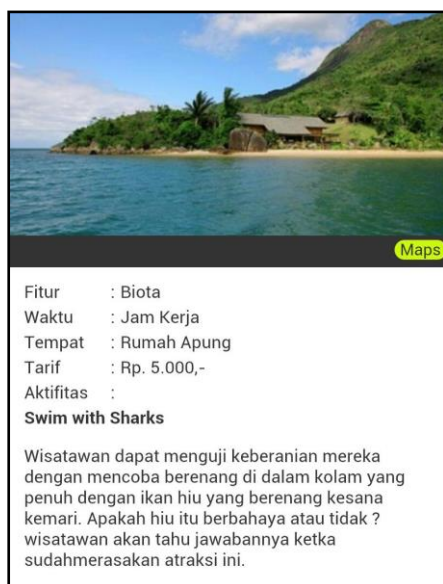 Maps
Fitur : Biota
Waktu : Jam Kerja
Tempat : Rumah Apung
Tarif : Rp. 5.000,-
Aktifitas :
Swim with Sharks
Wisatawan dapat menguji keberanian mereka
dengan mencoba berenang di dalam kolam yang
penuh dengan ikan hiu yang berenang kesana
kemari. Apakah hiu itu berbahaya atau tidak ?
wisatawan akan tahu jawabannya ketka
sudahmerasakan atraksi ini.